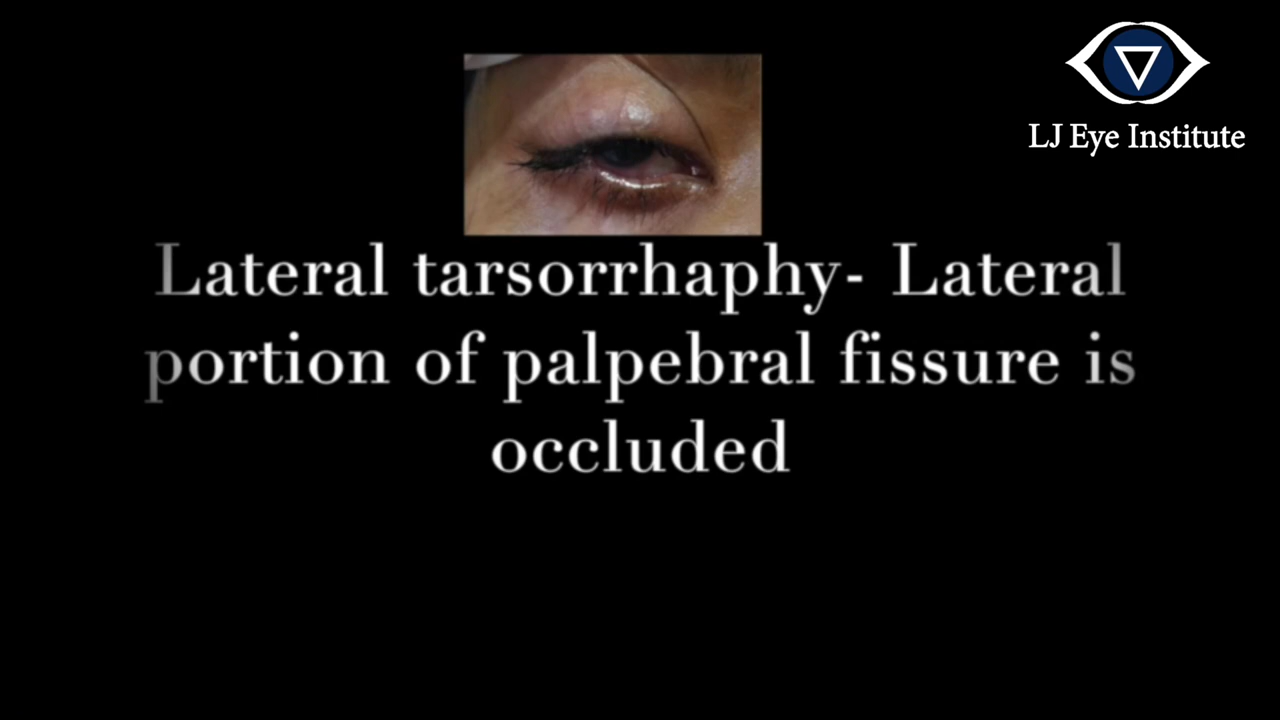 LJ Eye Institute
Lateral tarsorrhaphy- Lateral
portion of palpebral fissure is
occluded